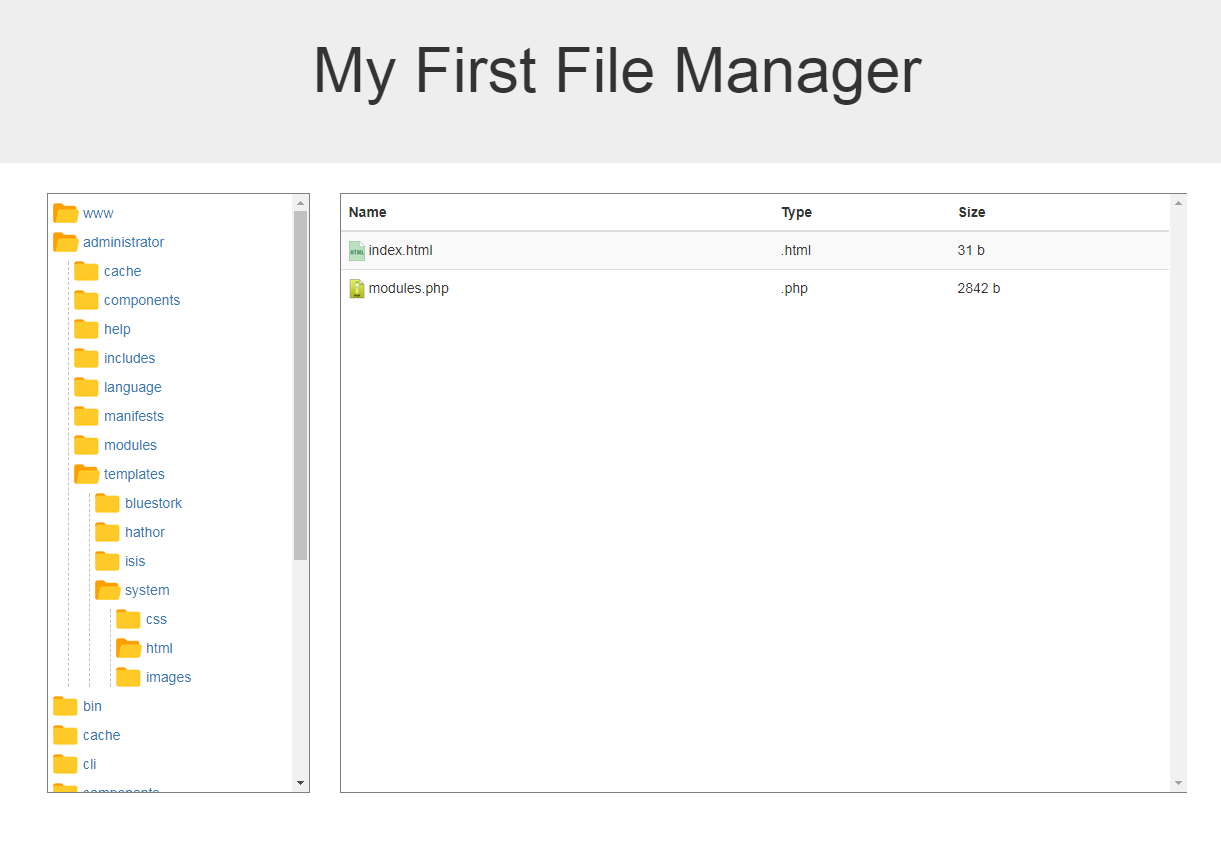 My First File Manager
www
administrator
cache
components
help
includes
language
manifests
modules
templates
bluestork
hathor
isis
system
css
html
images
bin
cache
cli
components
Name Type Size
index.html .html 31 b
modules.php .php 2842 b